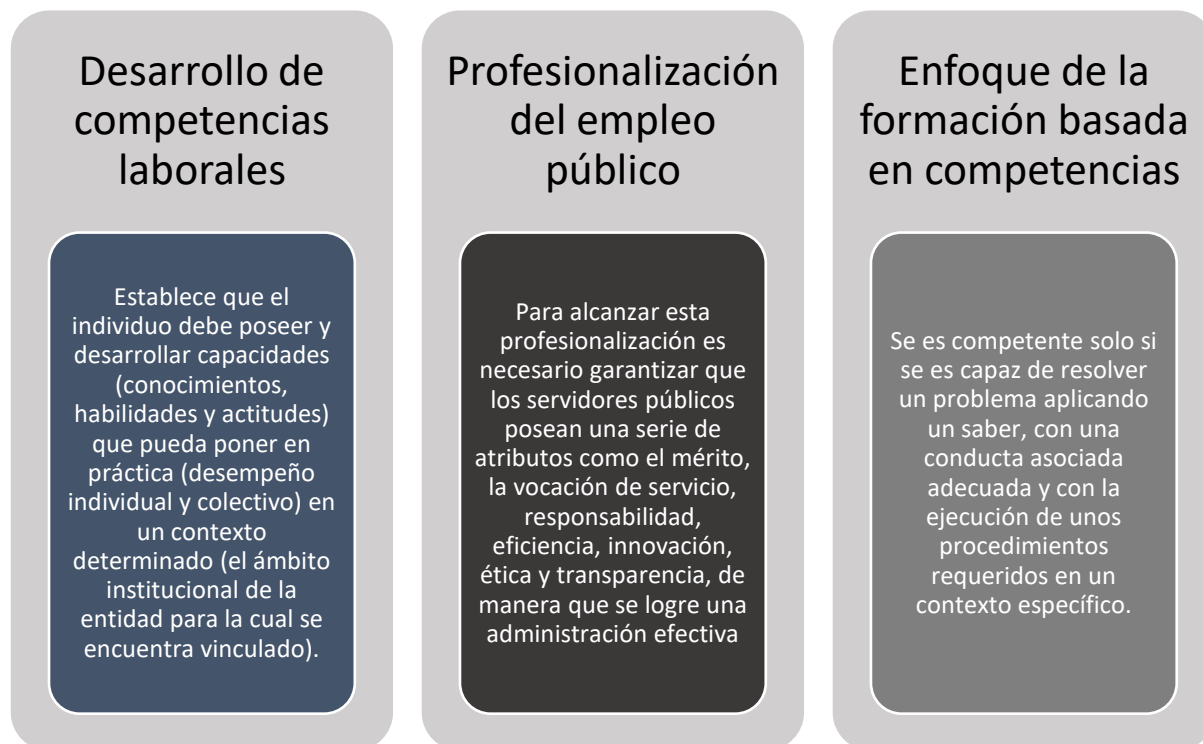 Desarrollo de
competencias
laborales
Establece que el
individuo debe poseer y
desarrollar capacidades
(conocimientos,
habilidades y actitudes)
que pueda poner en
práctica (desempeño
individual y colectivo) en
un contexto
determinado (el ámbito
institucional de la
entidad para la cual se
encuentra vinculado).
Profesionalización
del empleo
público
Para alcanzar esta
profesionalización es
necesario garantizar que
los servidores públicos
posean una serie de
atributos como el mérito,
la vocación de servicio,
responsabilidad,
eficiencia, innovación,
ética y transparencia, de
manera que se logre una
administración efectiva
Enfoque de la
formación basada
en competencias
Se es competente solo si
se es capaz de resolver
un problema aplicando
un saber, con una
conducta asociada
adecuada y con la
ejecución de unos
procedimientos
requeridos en un
contexto específico.